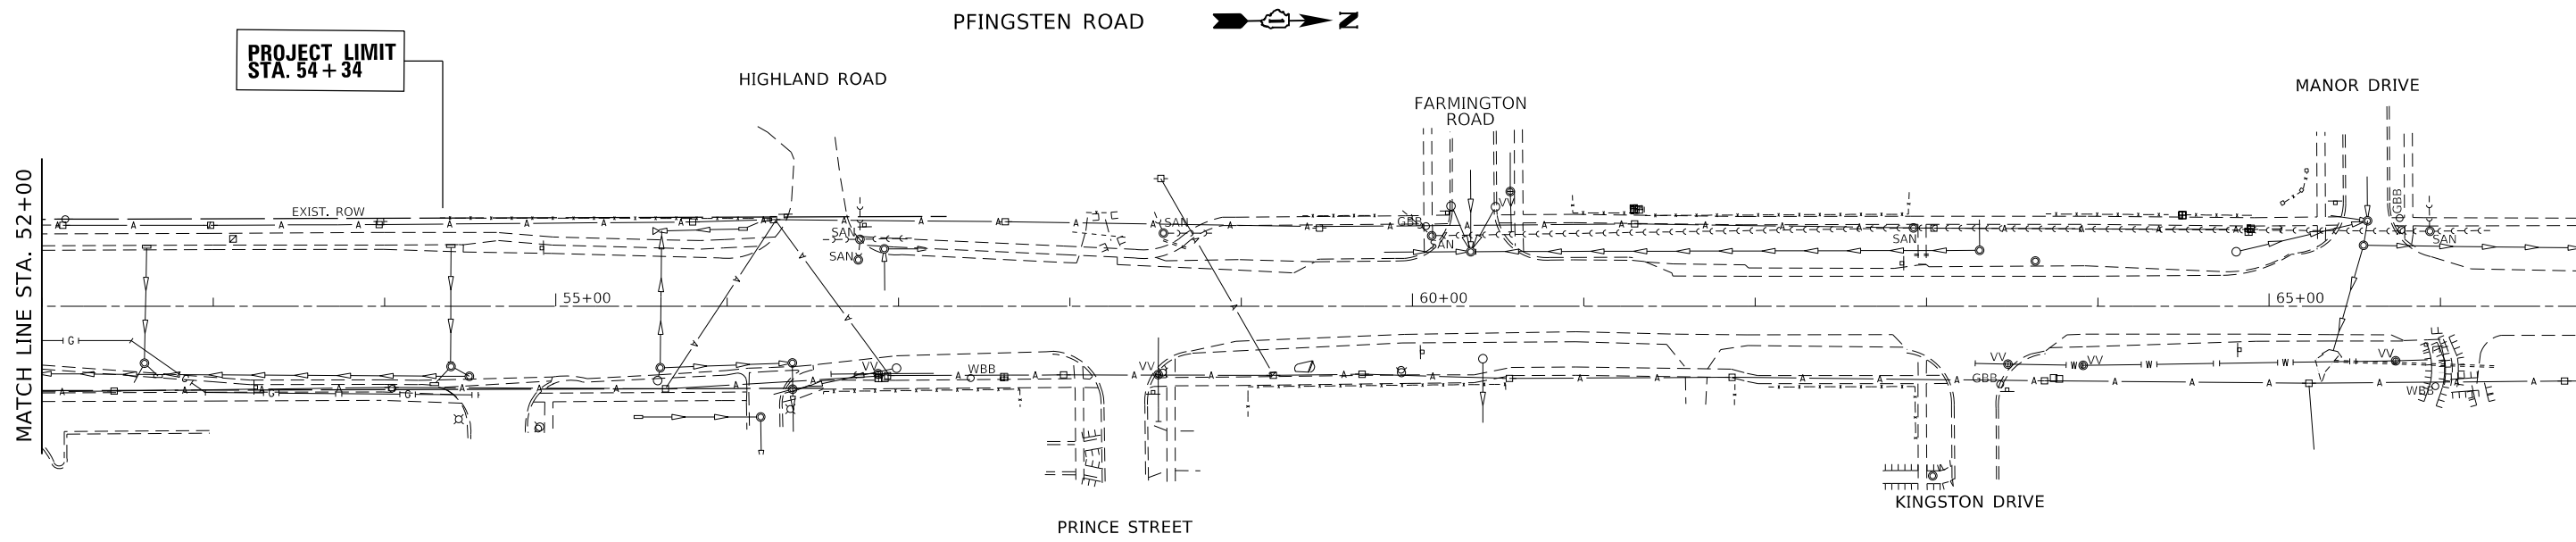 PFINGSTEN ROAD N
PROJECT LIMIT
STA. 54+34
HIGHLAND ROAD
FARMINGTON
ROAD
MANOR DRIVE
MATCH LINE STA. 52+00
EXIST. ROW
SAN
SAN
SAN
GBB
SAN
VV
SAN
GBB
SAN
55+00
60+00
65+00
G
G
G
G
VV
WBB
VV
VV
VV
W
W
W
VV
GBB
WBB
KINGSTON DRIVE
PRINCE STREET